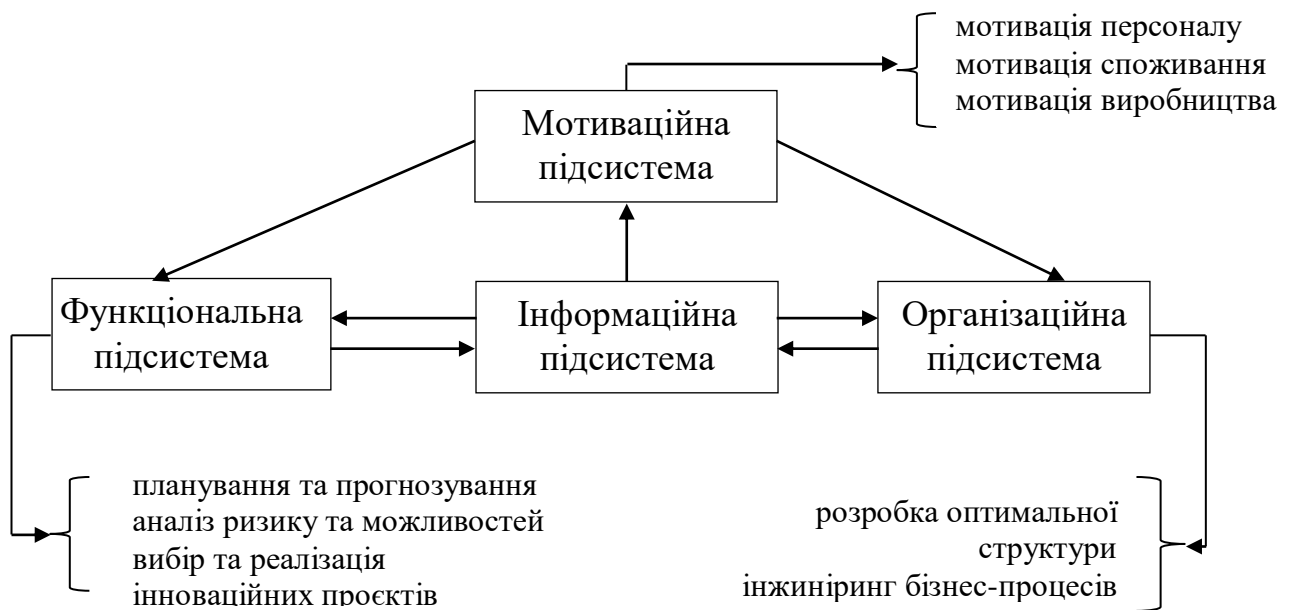 мотивація персоналу
мотивація споживання
мотивація виробництва
Мотиваційна
підсистема
Функціональна
підсистема
Інформаційна
підсистема
Організаційна
підсистема
планування та прогнозування
аналіз ризику та можливостей
вибір та реалізація
інноваційних проєктів
розробка оптимальної
структури
інжиніринг бізнес-процесів